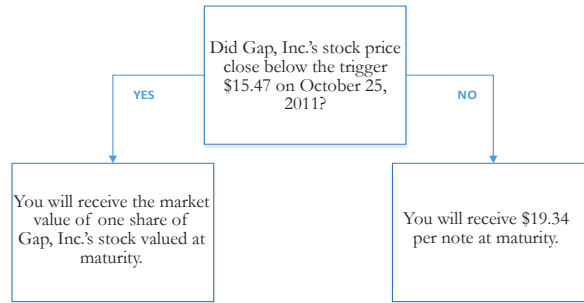 Did Gap, Inc.'s stock price
close below the trigger
$15.47 on October 25,
2011?
YES
NO
You will receive the market
value of one share of
Gap, Inc.'s stock valued at
maturity.
You will receive $19.34
per note at maturity.